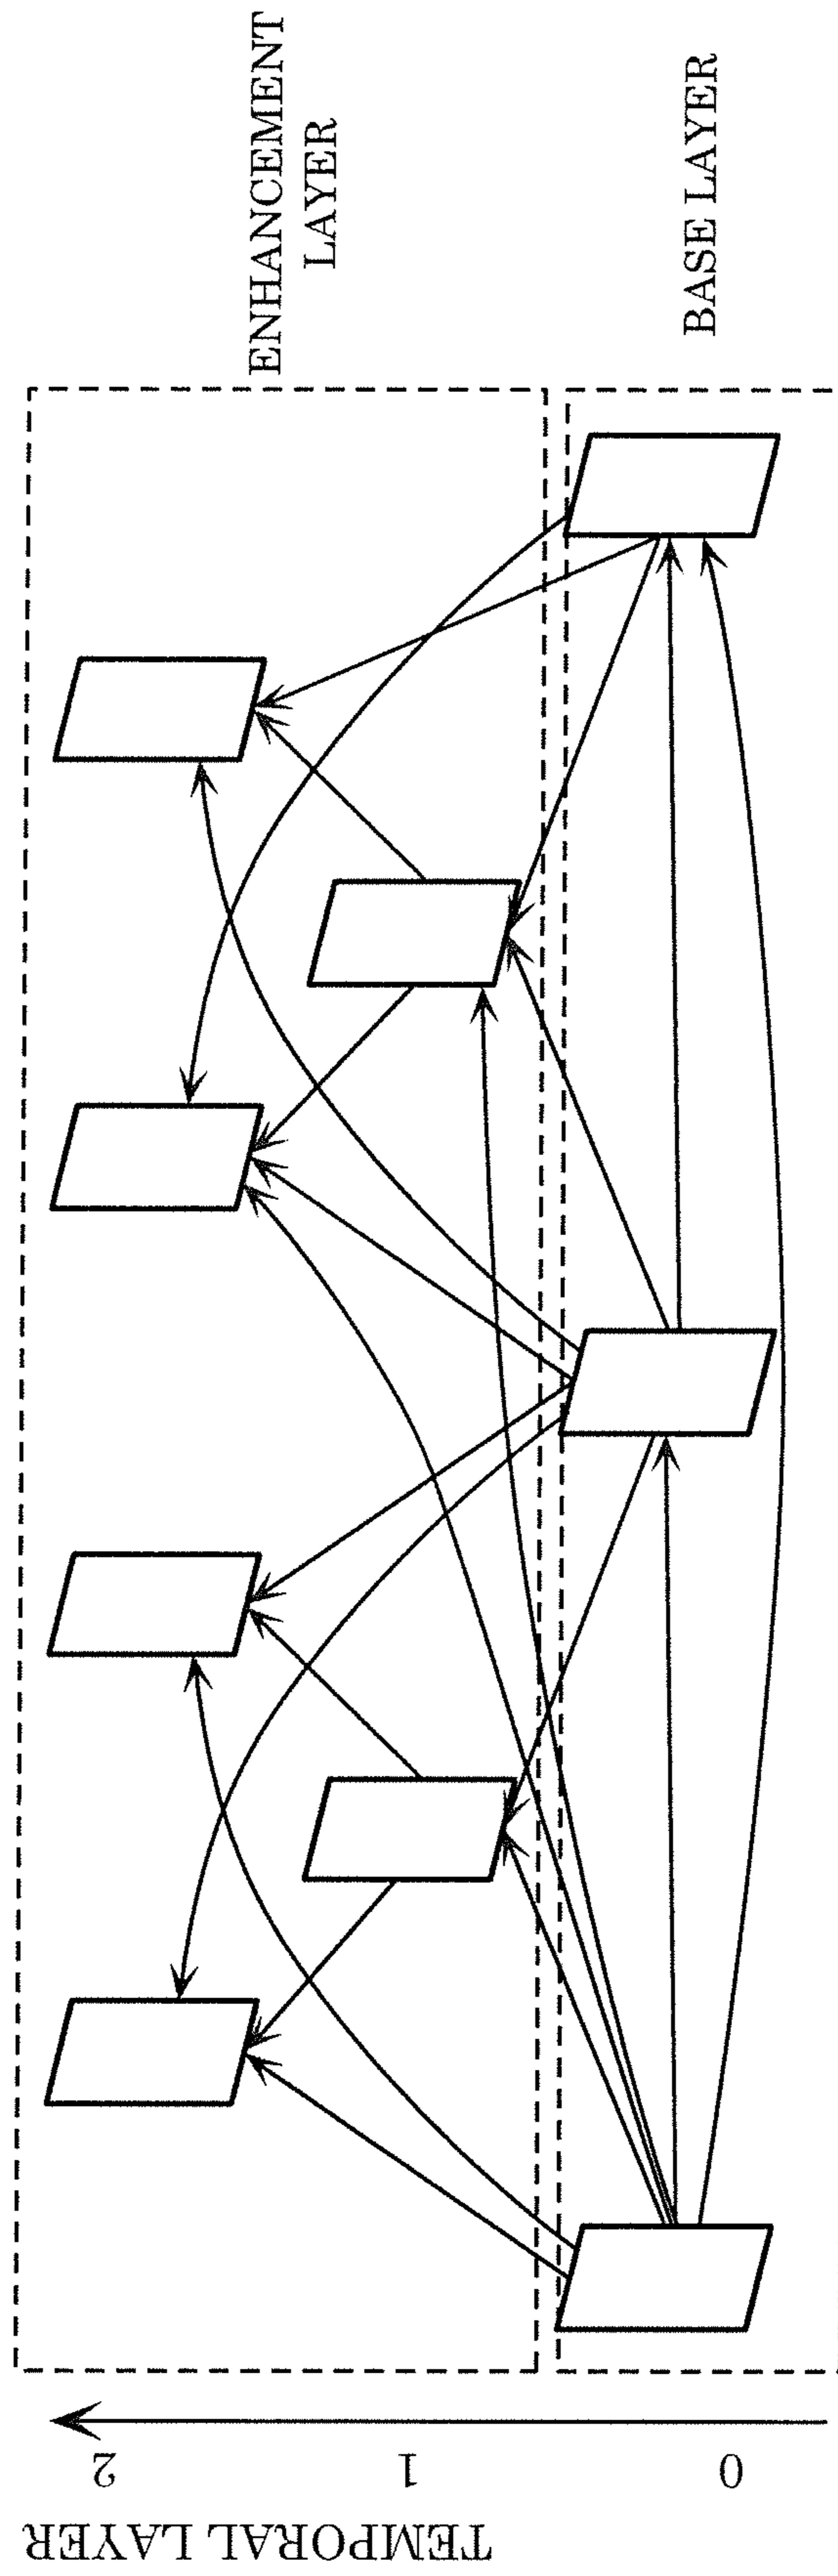 ENHANCEMENT
LAYER
BASE LAYER
2
1
0
TEMPORAL LAYER